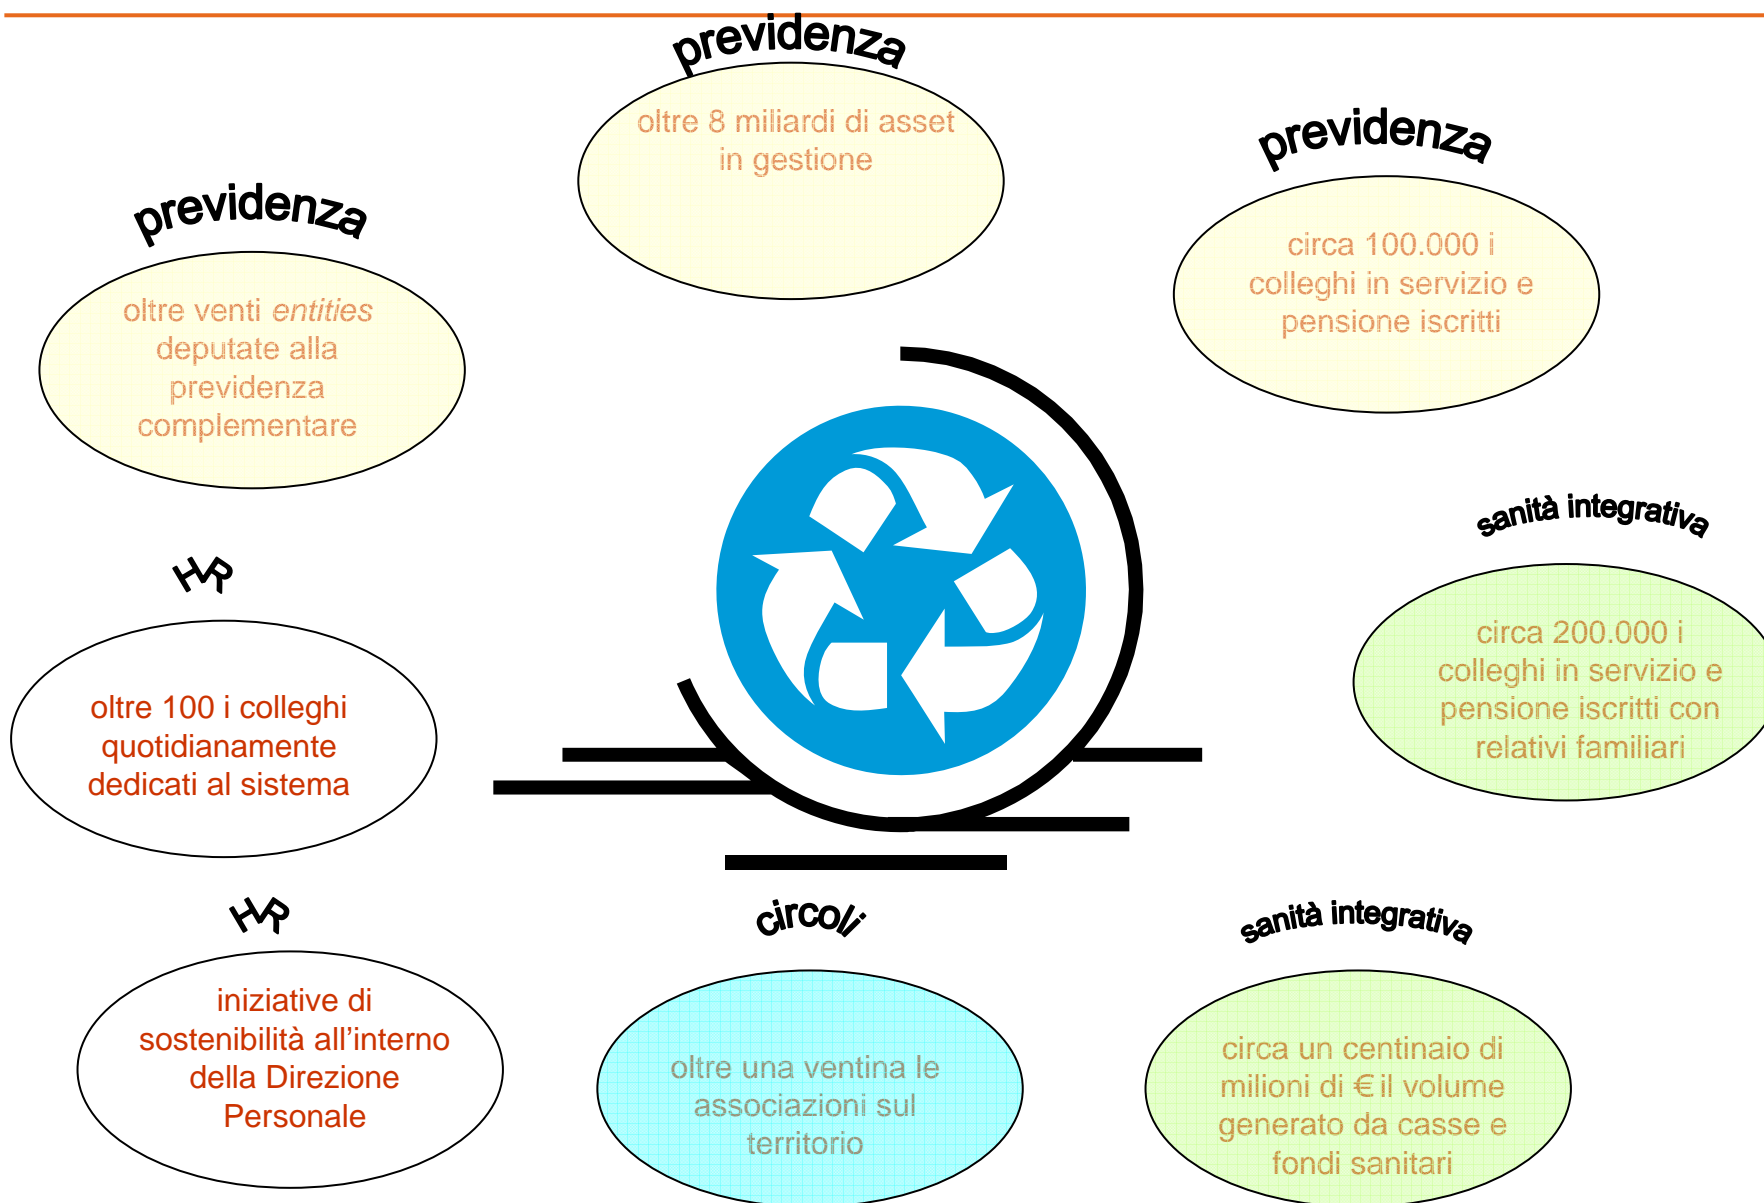 previdenza
oltre 8 miliardi di asset
in gestione
previdenza
circa 100.000 i
colleghi in servizio e
pensione iscritti
previdenza
oltre venti entities
deputate alla
previdenza
complementare
sanità integrativa
circa 200.000 i
colleghi in servizio e
pensione iscritti con
relativi familiari
HR
oltre 100 i colleghi
quotidianamente
dedicati al sistema
HR
iniziative di
sostenibilità all’interno
della Direzione
Personale
circoli
oltre una ventina le
associazioni sul
territorio
sanità integrativa
circa un centinaio di
milioni di € il volume
generato da casse e
fondi sanitari